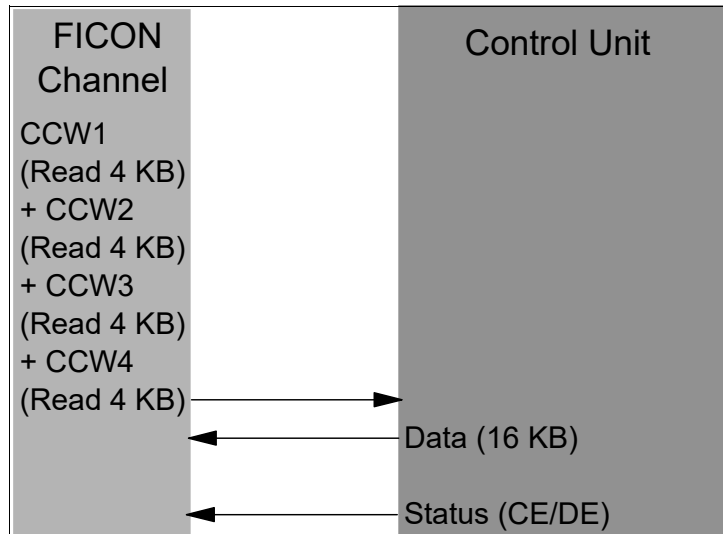 FICON
Channel
Control Unit
CCW1
(Read 4 KB)
+ CCW2
(Read 4 KB)
+ CCW3
(Read 4 KB)
+ CCW4
(Read 4 KB)
Data (16 KB)
Status (CE/DE)